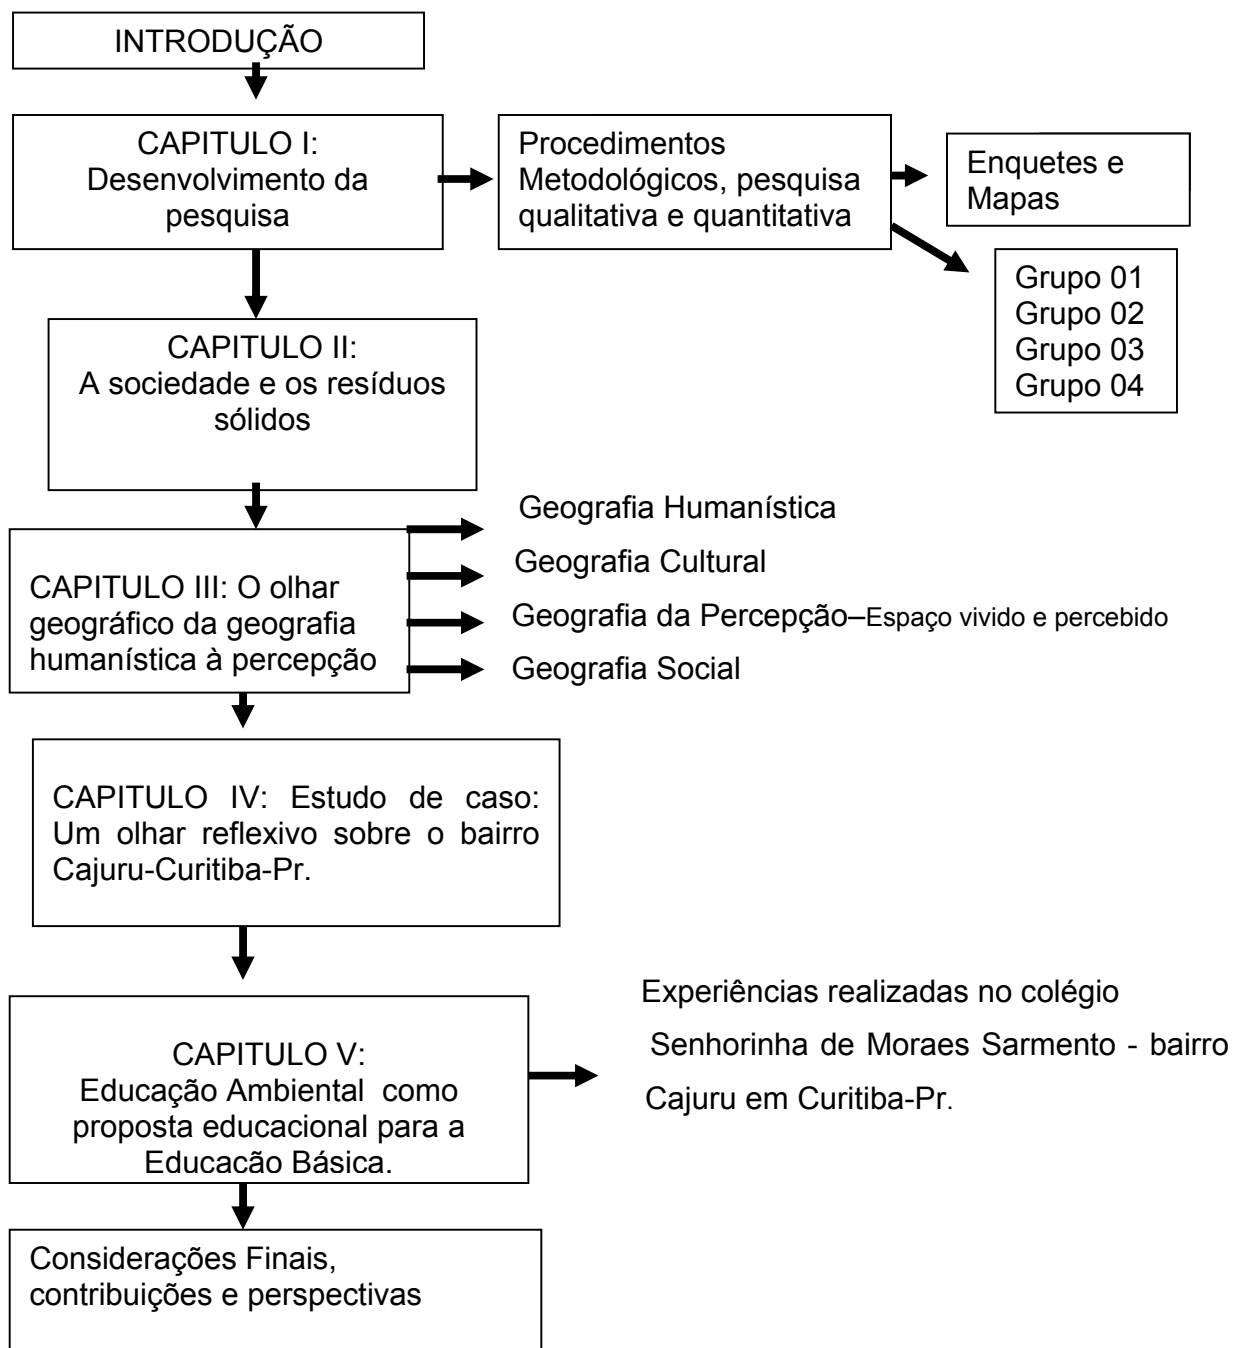 INTRODUÇÃO
CAPITULO I:
Desenvolvimento da
pesquisa
Procedimentos
Metodológicos, pesquisa
qualitativa e quantitativa
Enquetes e
Mapas
Grupo 01
Grupo 02
Grupo 03
Grupo 04
CAPITULO II:
A sociedade e os resíduos
sólidos
CAPITULO III: O olhar
geográfico da geografia
humanística à percepção
Geografia Humanística
Geografia Cultural
Geografia da Percepção–Espaço vivido e percebido
Geografia Social
CAPITULO IV: Estudo de caso:
Um olhar reflexivo sobre o bairro
Cajuru-Curitiba-Pr.
CAPITULO V:
Educação Ambiental como
proposta educacional para a
Educação Básica.
Experiências realizadas no colégio
Senhorinha de Moraes Sarmento - bairro
Cajuru em Curitiba-Pr.
Considerações Finais,
contribuições e perspectivas